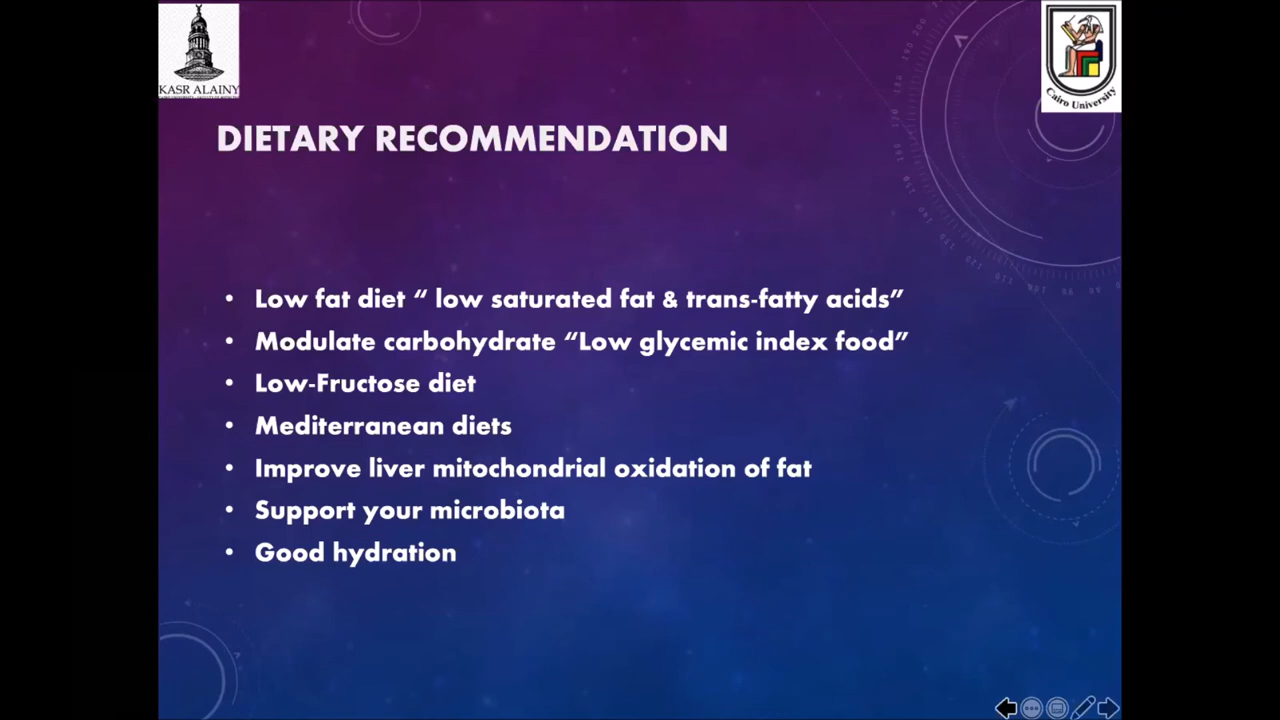 KASR ALAINY
Cairo University
DIETARY RECOMMENDATION
• Low fat diet “ low saturated fat & trans-fatty acids”
• Modulate carbohydrate “Low glycemic index food”
• Low-Fructose diet
• Mediterranean diets
• Improve liver mitochondrial oxidation of fat
• Support your microbiota
• Good hydration